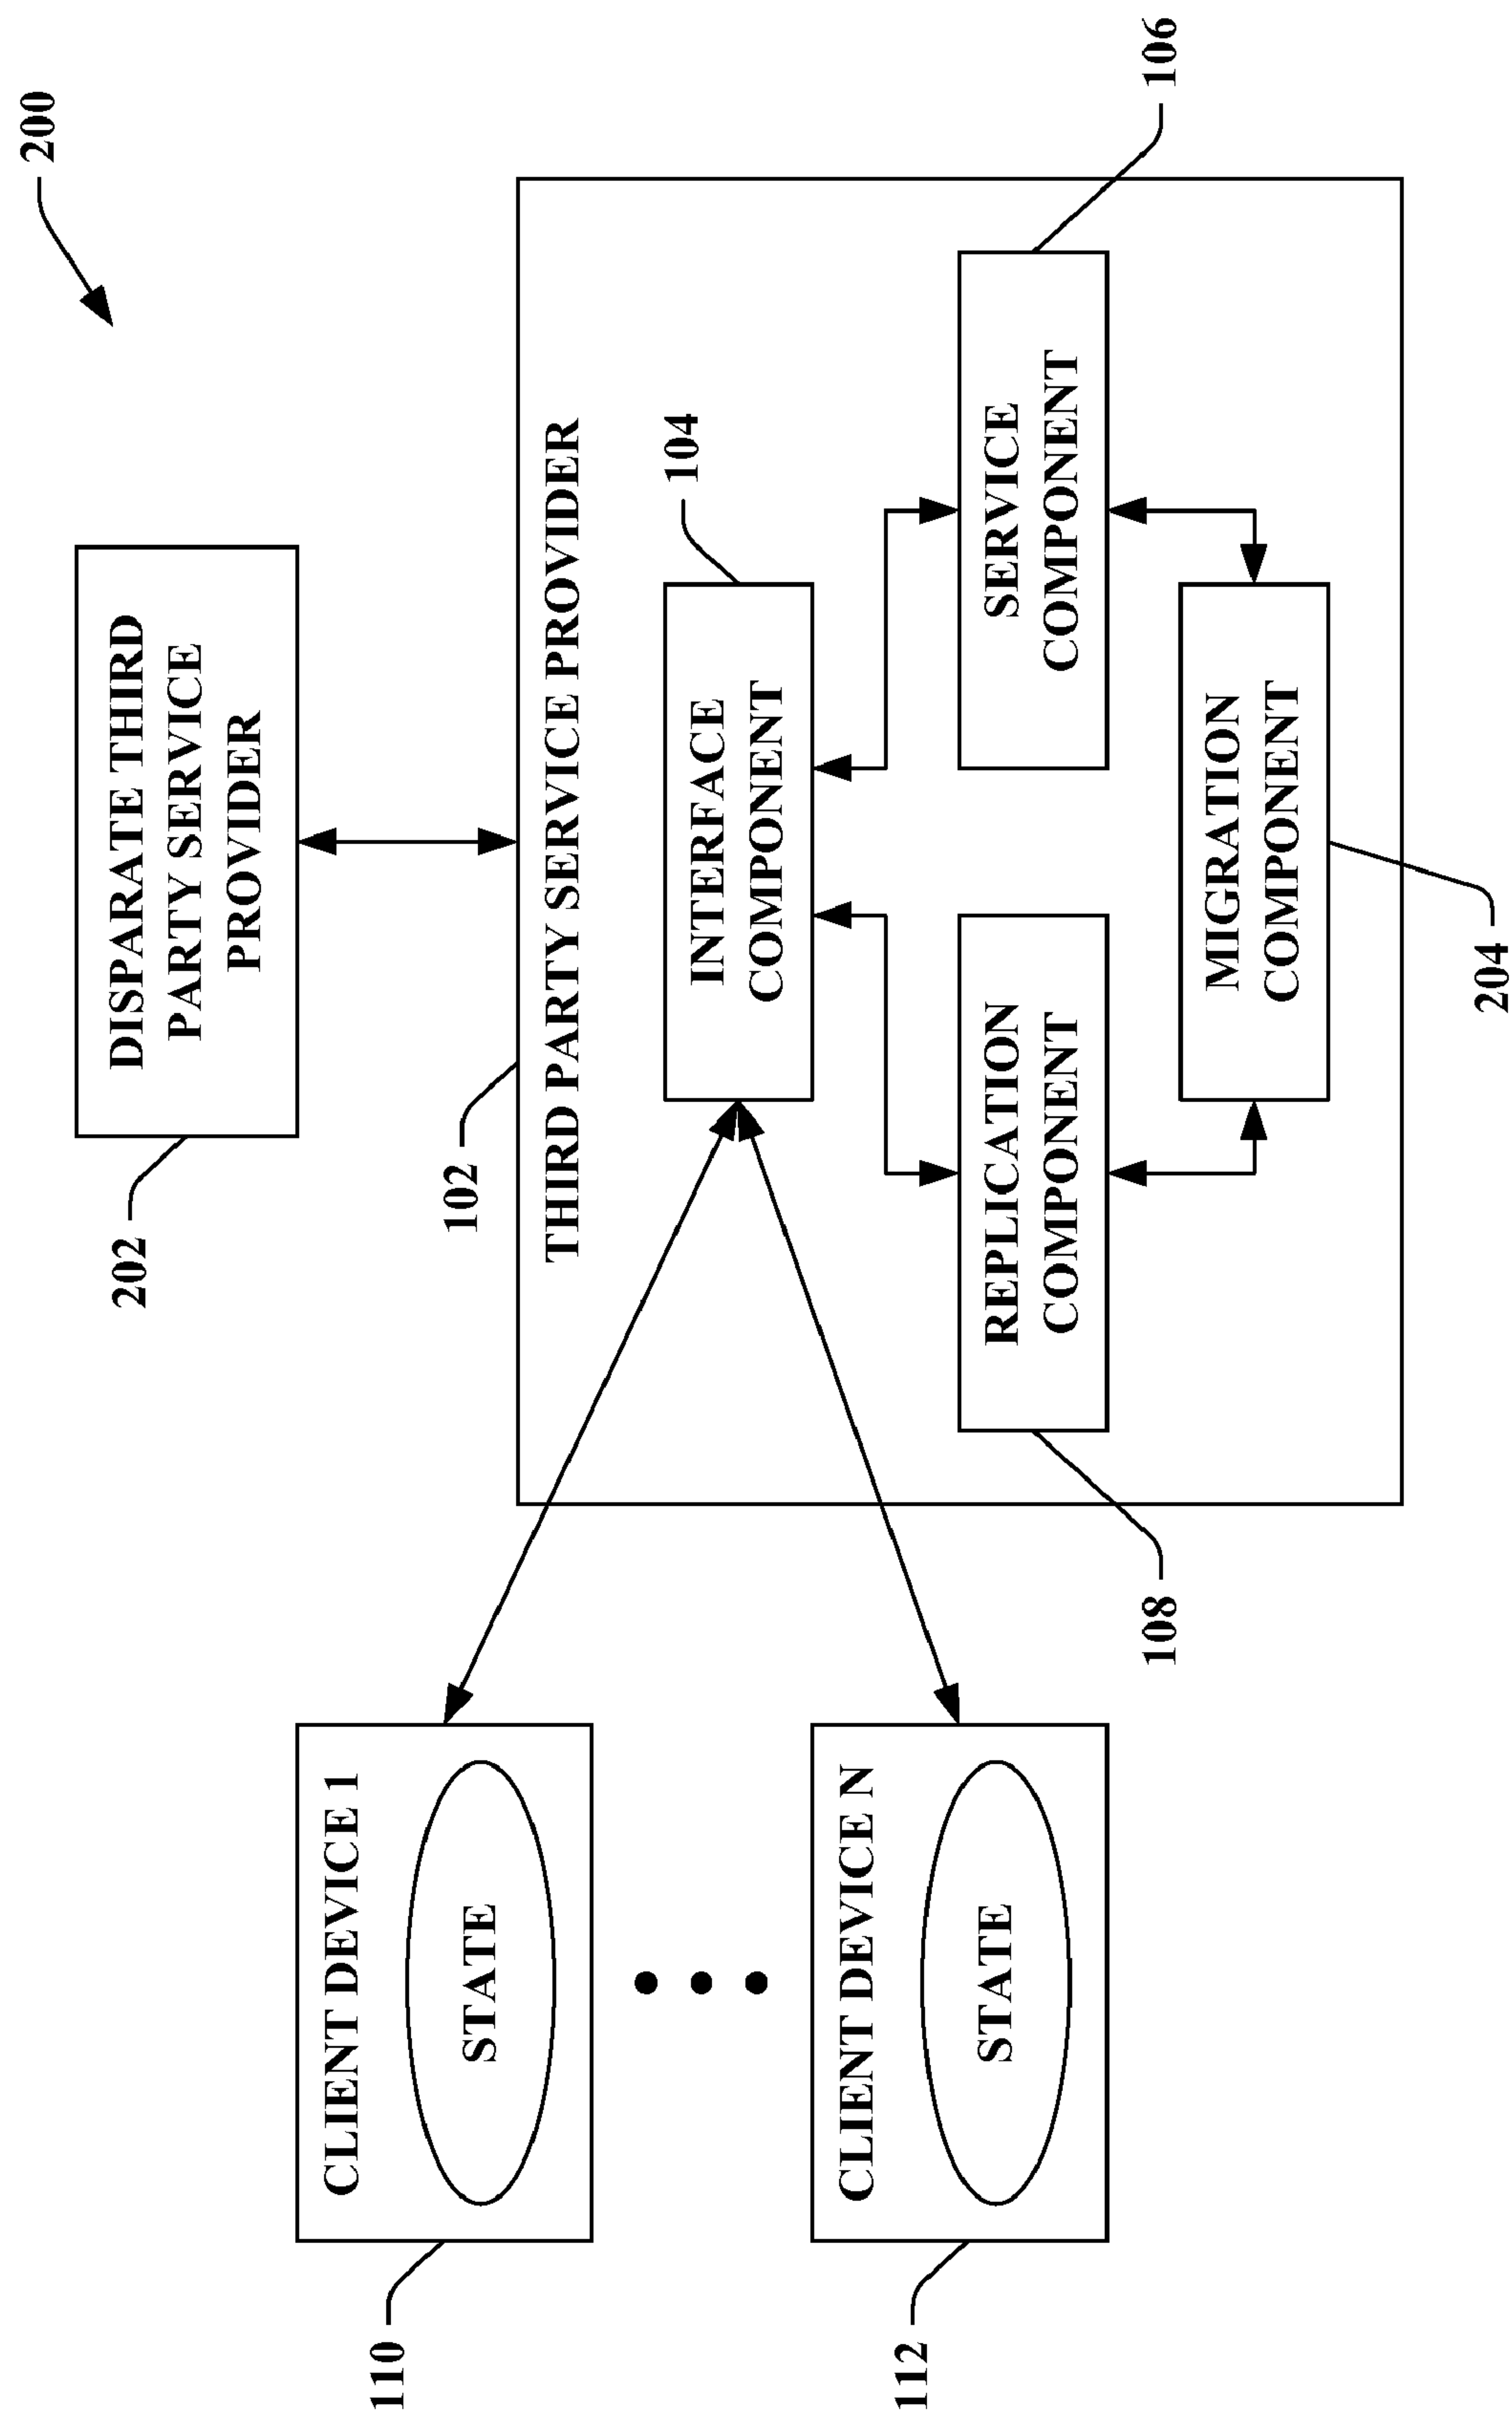 200
DISPARATE THIRD
PARTY SERVICE
PROVIDER
202
102
THIRD PARTY SERVICE PROVIDER
CLIENT DEVICE 1
STATE
110
104
INTERFACE
COMPONENT
CLIENT DEVICE N
STATE
112
REPLICATION
COMPONENT
108
SERVICE
COMPONENT
106
MIGRATION
COMPONENT
204